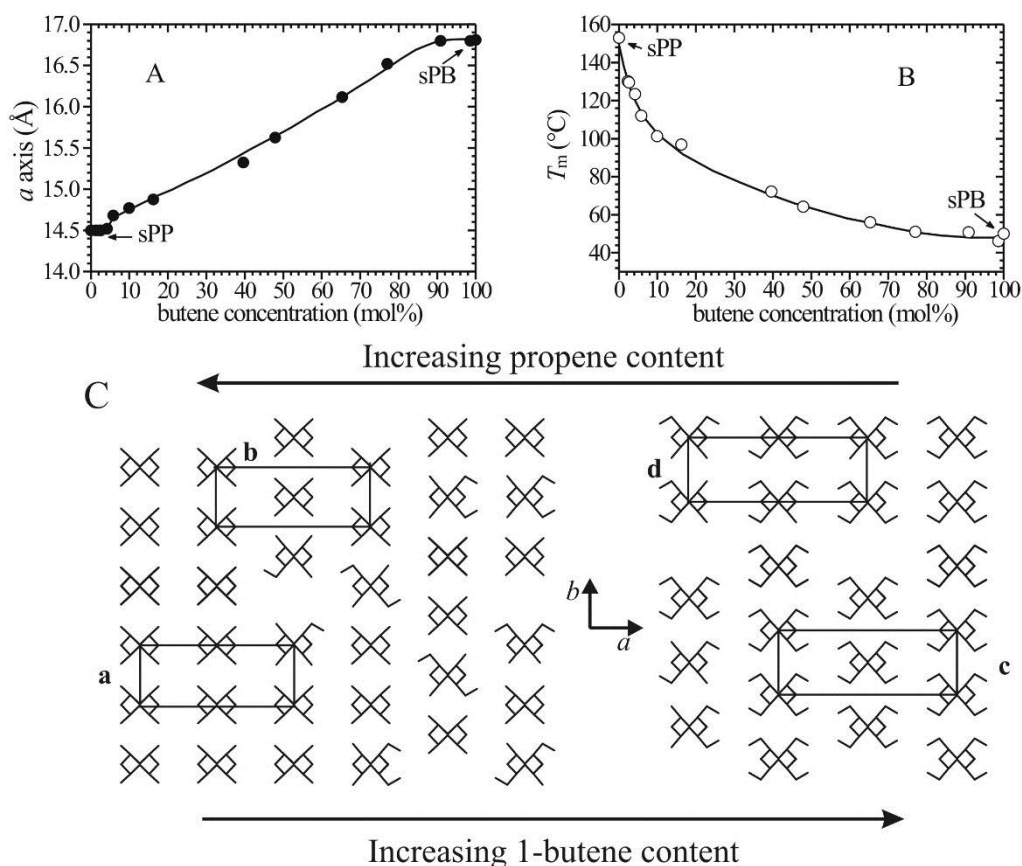 17.0
16.5
16.0
15.5
15.0
14.5
14.0
a axis (Å)
A
sPB
sPP
0 10 20 30 40 50 60 70 80 90 100
butene concentration (mol%)
160
140
120
100
80
60
40
Tm (°C)
sPP
B
sPB
0 10 20 30 40 50 60 70 80 90 100
butene concentration (mol%)
Increasing propene content
C
b
d
b
a
a
c
Increasing 1-butene content